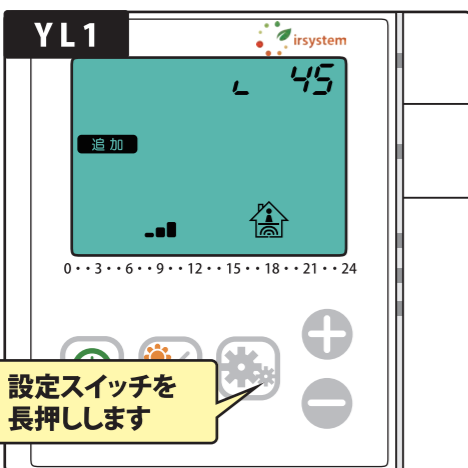 YL1
irsystem
L 45
追加
0・・3・・6・・9・・12・・15・・18・・21・・24
設定スイッチを
長押しします